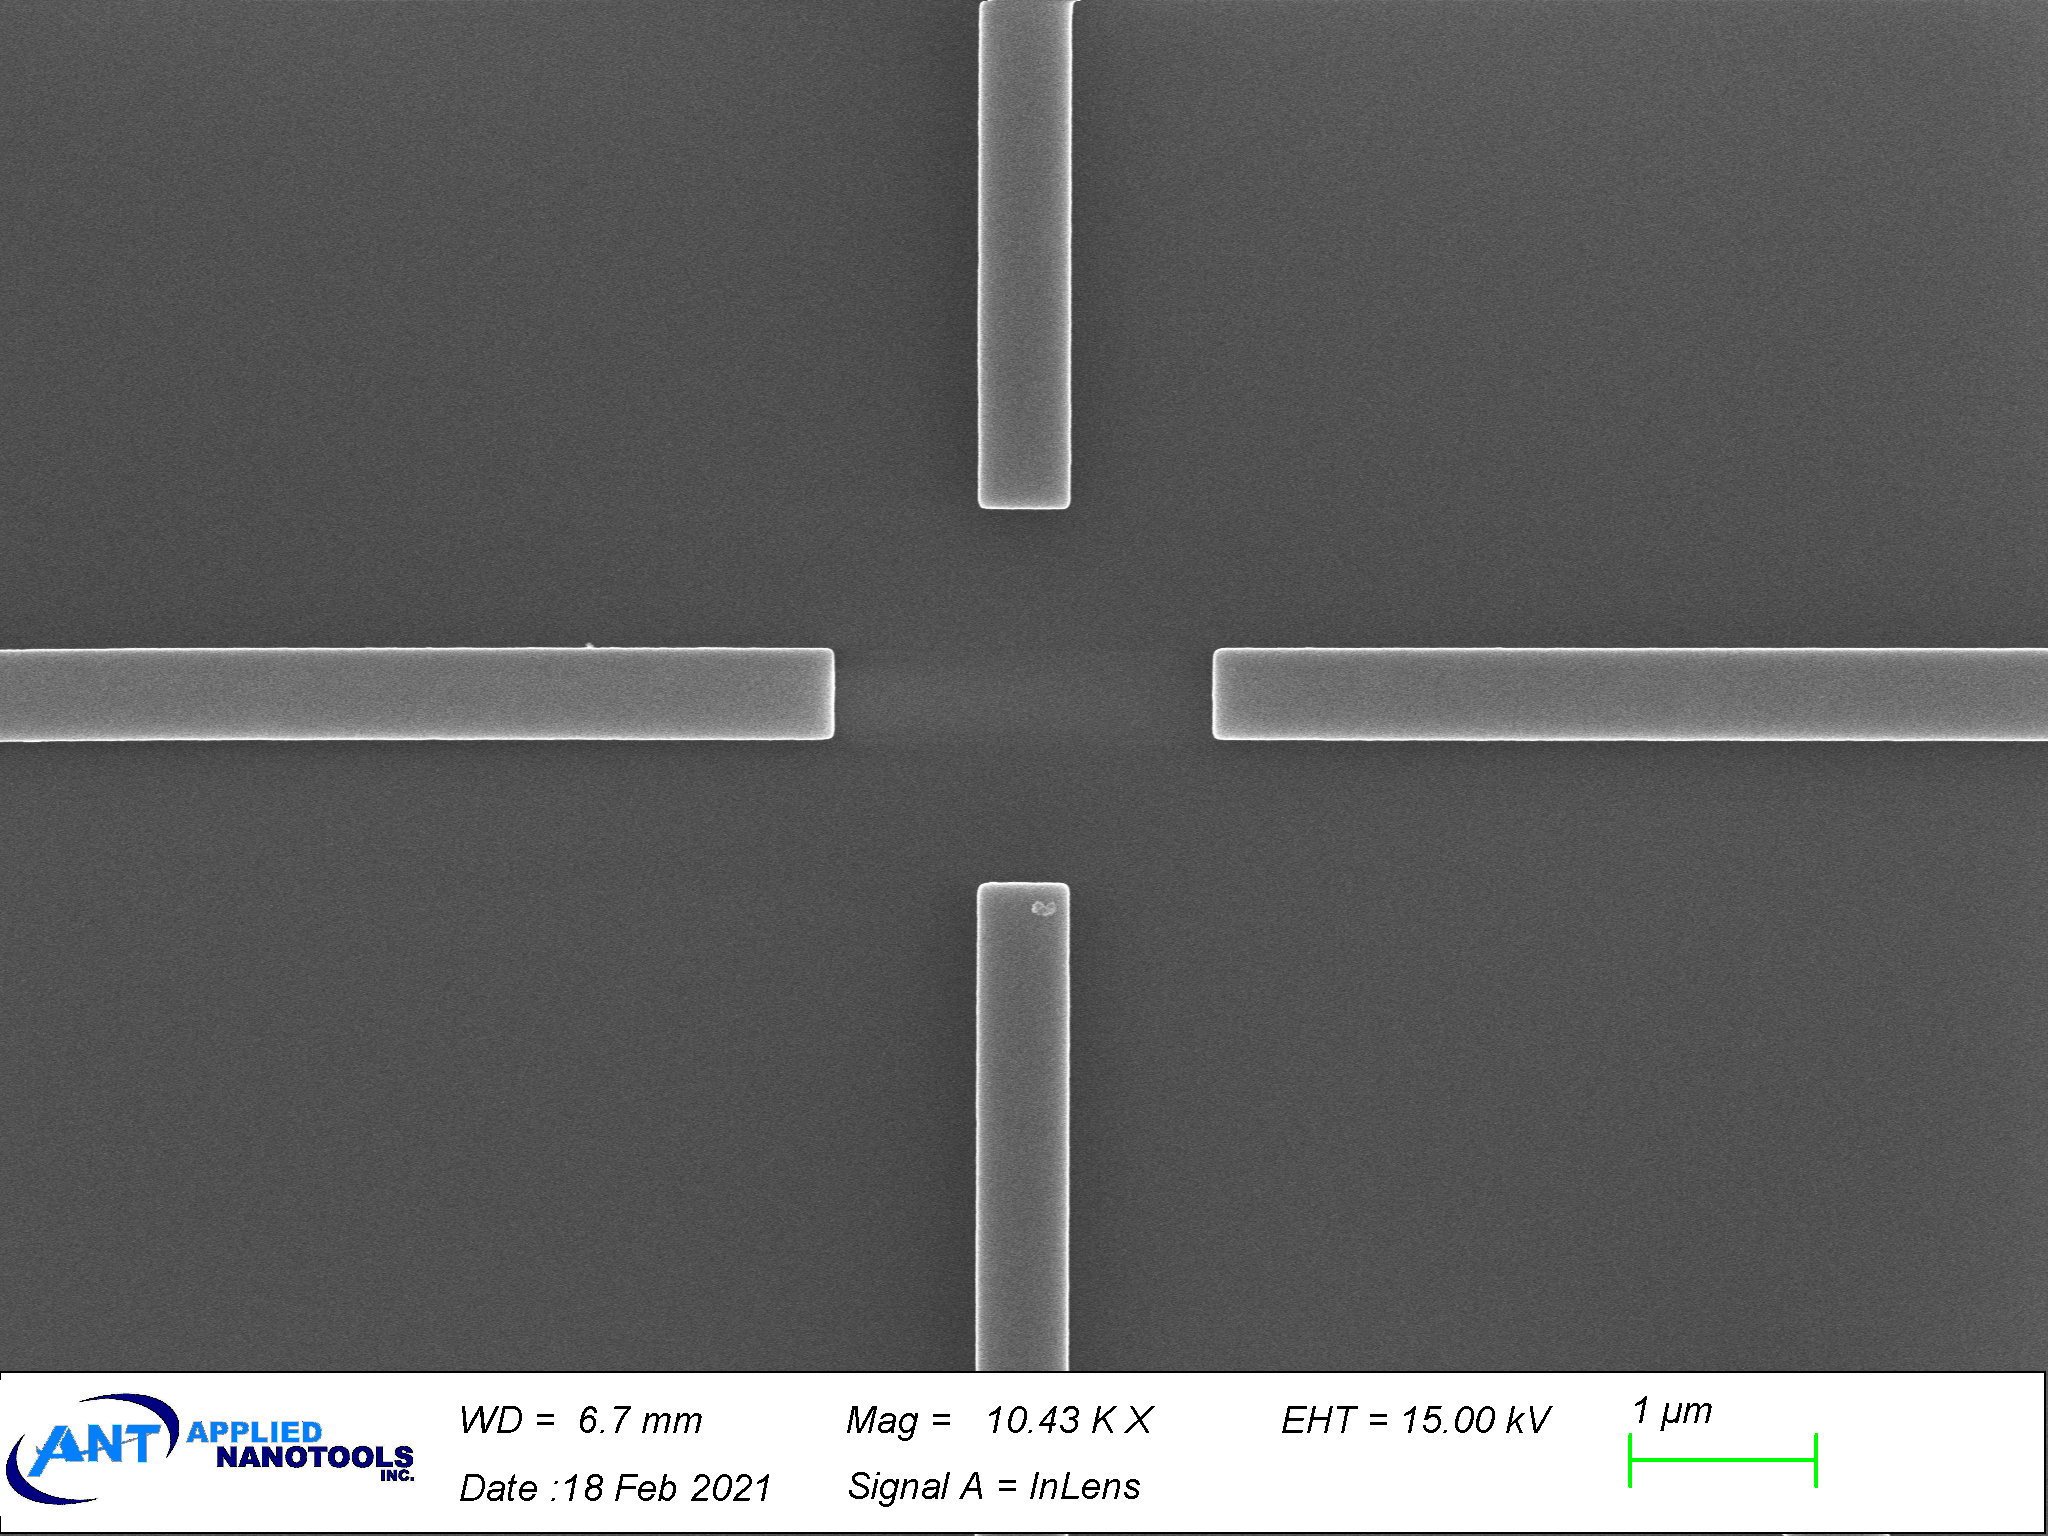 ANT APPLIED
NANOTOOLS
INC.
WD = 6.7 mm
Mag = 10.43 K X
EHT = 15.00 kV
1 µm
Date :18 Feb 2021
Signal A = InLens